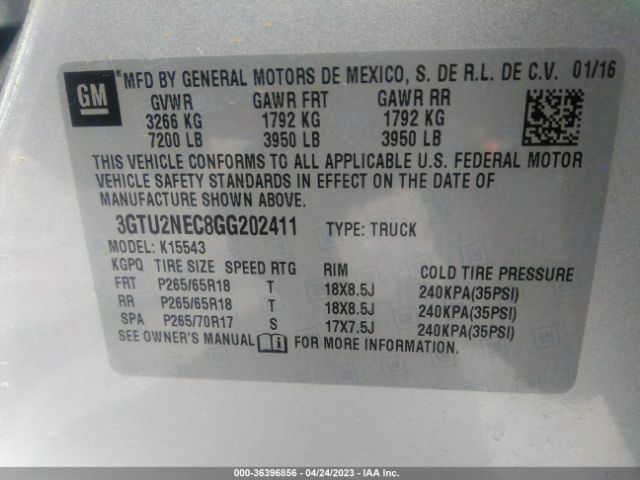 GM ® MFD BY GENERAL MOTORS DE MEXICO, S. DE R.L. DE C.V. 01/16
GVWR GAWR FRT GAWR RR
3266 KG 1792 KG 1792 KG
7200 LB 3950 LB 3950 LB
THIS VEHICLE CONFORMS TO ALL APPLICABLE U.S. FEDERAL MOTOR
VEHICLE SAFETY STANDARDS IN EFFECT ON THE DATE OF
MANUFACTURE SHOWN ABOVE.
3GTU2NEC8GG202411 TYPE: TRUCK
MODEL: K15543
KGPQ TIRE SIZE SPEED RTG RIM COLD TIRE PRESSURE
FRT P265/65R18 T 18X8.5J 240KPA(35PSI)
RR P265/65R18 T 18X8.5J 240KPA(35PSI)
SPA P265/70R17 S 17X7.5J 240KPA(35PSI)
SEE OWNER'S MANUAL FOR MORE INFORMATION.
000-36396856 - 04/24/2023 - IAA Inc.